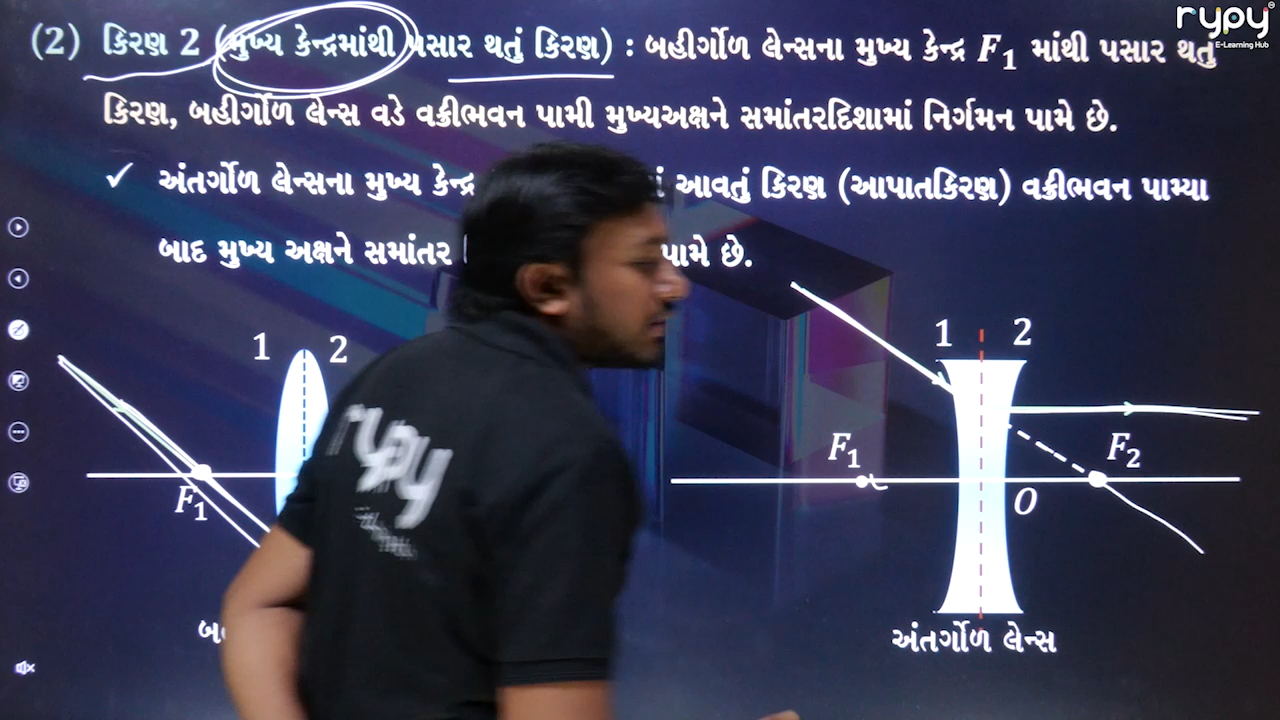 rypy
E-Learning Hub
(2) કિરણ 2 (મુખ્ય કેન્દ્રમાંથી પસાર થતું કિરણ) : બહીર્ગોળ લેન્સના મુખ્ય કેન્દ્ર F₁ માંથી પસાર થતું
કિરણ, બહીર્ગોળ લેન્સ વડે વક્રીભવન પામી મુખ્યઅક્ષને સમાંતરદિશામાં નિર્ગમન પામે છે.
✓ અંતર્ગોળ લેન્સના મુખ્ય કેન્દ્ર આવતું કિરણ (આપાતકિરણ) વક્રીભવન પામ્યા
બાદ મુખ્ય અક્ષને સમાંતર પામે છે.
1 2
1 2
F₁
F₁
F₂
O
rypy
અંતર્ગોળ લેન્સ